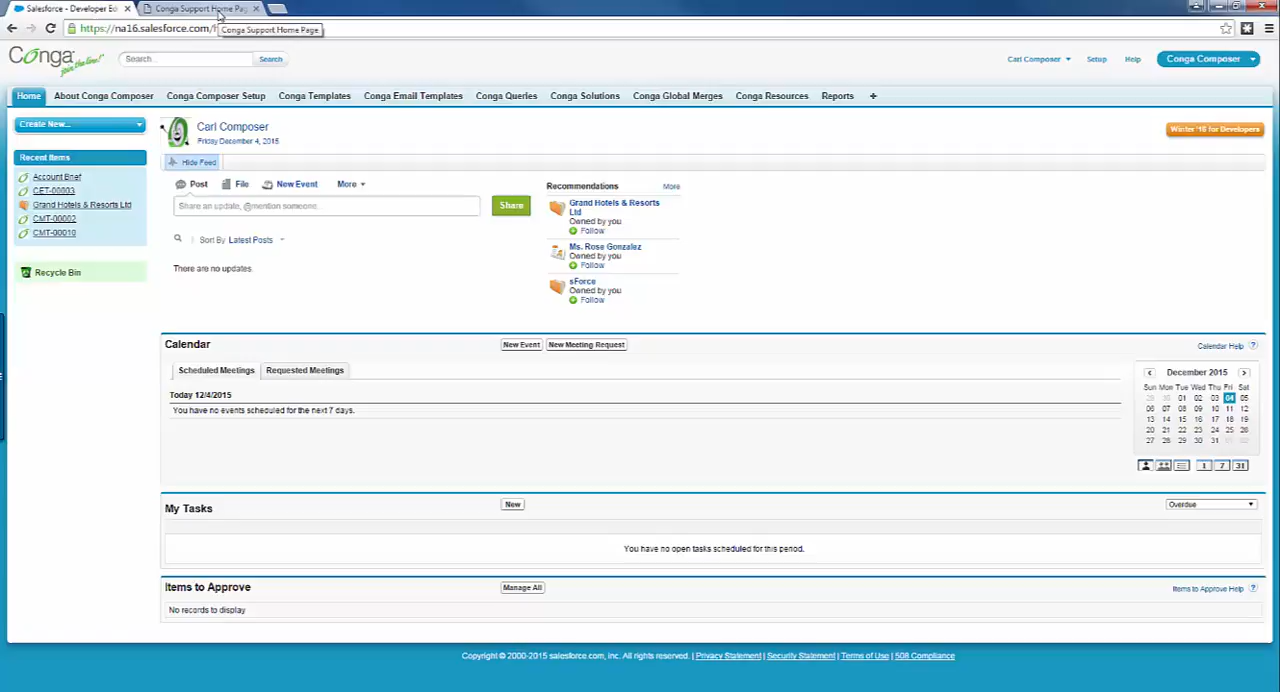 Salesforce - Developer Ed
Conga Support Home Pag
https://na16.salesforce.com/
Conga Support Home Page
Conga
join the line!
Search...
Search
Carl Composer
Setup
Help
Conga Composer
Home
About Conga Composer
Conga Composer Setup
Conga Templates
Conga Email Templates
Conga Queries
Conga Solutions
Conga Global Merges
Conga Resources
Reports
+
Create New...
Recent Items
Account Brief
CET-00003
Grand Hotels & Resorts Ltd
CMT-00002
CMT-00010
Recycle Bin
Carl Composer
Friday December 4, 2015
Winter '16 for Developers
Hide Feed
Post
File
New Event
More
Share an update, @mention someone...
Share
Sort By Latest Posts
There are no updates.
Recommendations
More
Grand Hotels & Resorts
Ltd
Owned by you
Follow
Ms. Rose Gonzalez
Owned by you
Follow
sForce
Owned by you
Follow
Calendar
New Event
New Meeting Request
Calendar Help ?
Scheduled Meetings
Requested Meetings
Today 12/4/2015
You have no events scheduled for the next 7 days.
December 2015
Sun Mon Tue Wed Thu Fri Sat
29 30 01 02 03 04 05
06 07 08 09 10 11 12
13 14 15 16 17 18 19
20 21 22 23 24 25 26
27 28 29 30 31 01 02
1 7 31
My Tasks
New
Overdue
You have no open tasks scheduled for this period.
Items to Approve
Manage All
Items to Approve Help ?
No records to display
Copyright © 2000-2015 salesforce.com, inc. All rights reserved. | Privacy Statement | Security Statement | Terms of Use | 508 Compliance